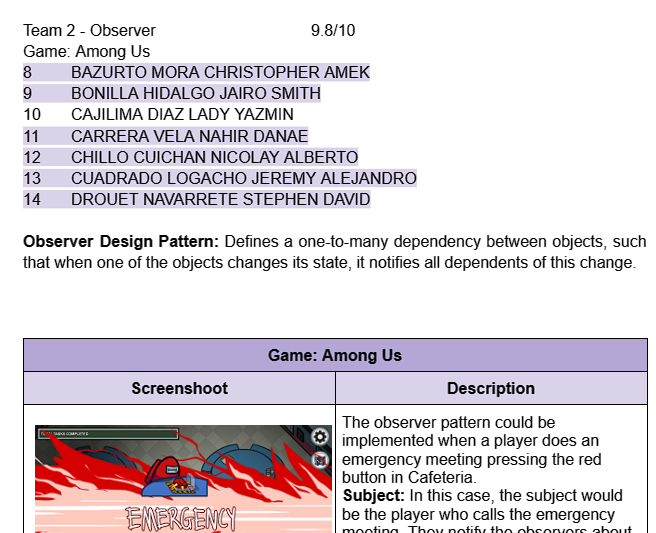 Team 2 - Observer 9.8/10
Game: Among Us
8 BAZURTO MORA CHRISTOPHER AMEK
9 BONILLA HIDALGO JAIRO SMITH
10 CAJILIMA DIAZ LADY YAZMIN
11 CARRERA VELA NAHIR DANAE
12 CHILLO CUICHAN NICOLAY ALBERTO
13 CUADRADO LOGACHO JEREMY ALEJANDRO
14 DROUET NAVARRETE STEPHEN DAVID
Observer Design Pattern: Defines a one-to-many dependency between objects, such
that when one of the objects changes its state, it notifies all dependents of this change.
Game: Among Us
Screenshoot Description
TASKS COMPLETED
EMERGENCY
The observer pattern could be
implemented when a player does an
emergency meeting pressing the red
button in Cafeteria.
Subject: In this case, the subject would
be the player who calls the emergency
meeting. They notify the observers about